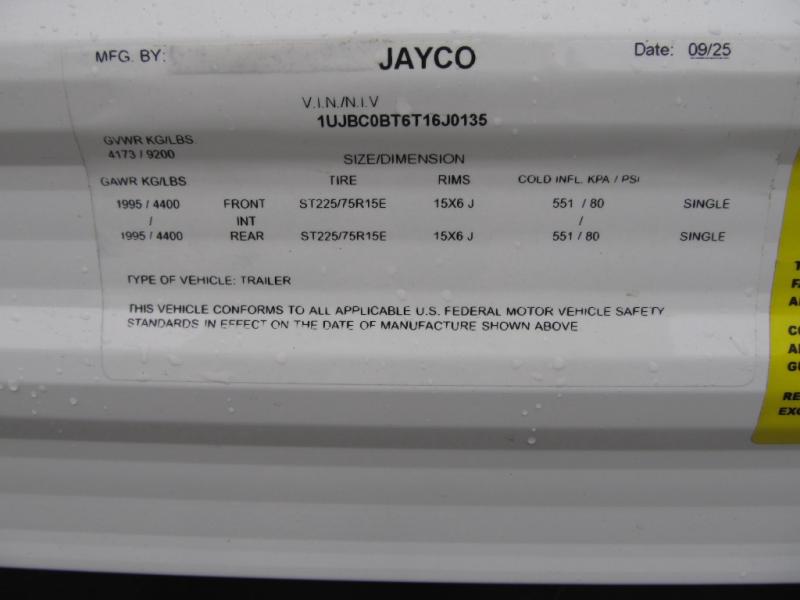 MFG. BY: JAYCO Date: 09/25
V.I.N./N.I.V
1UJBC0BT6T16J0135
GVWR KG/LBS
4173 / 9200
SIZE/DIMENSION
GAWR KG/LBS TIRE RIMS COLD INFL. KPA / PSI
1995 / 4400 FRONT ST225/75R15E 15X6 J 551 / 80 SINGLE
/ INT /
1995 / 4400 REAR ST225/75R15E 15X6 J 551 / 80 SINGLE
TYPE OF VEHICLE: TRAILER
THIS VEHICLE CONFORMS TO ALL APPLICABLE U.S. FEDERAL MOTOR VEHICLE SAFETY
STANDARDS IN EFFECT ON THE DATE OF MANUFACTURE SHOWN ABOVE